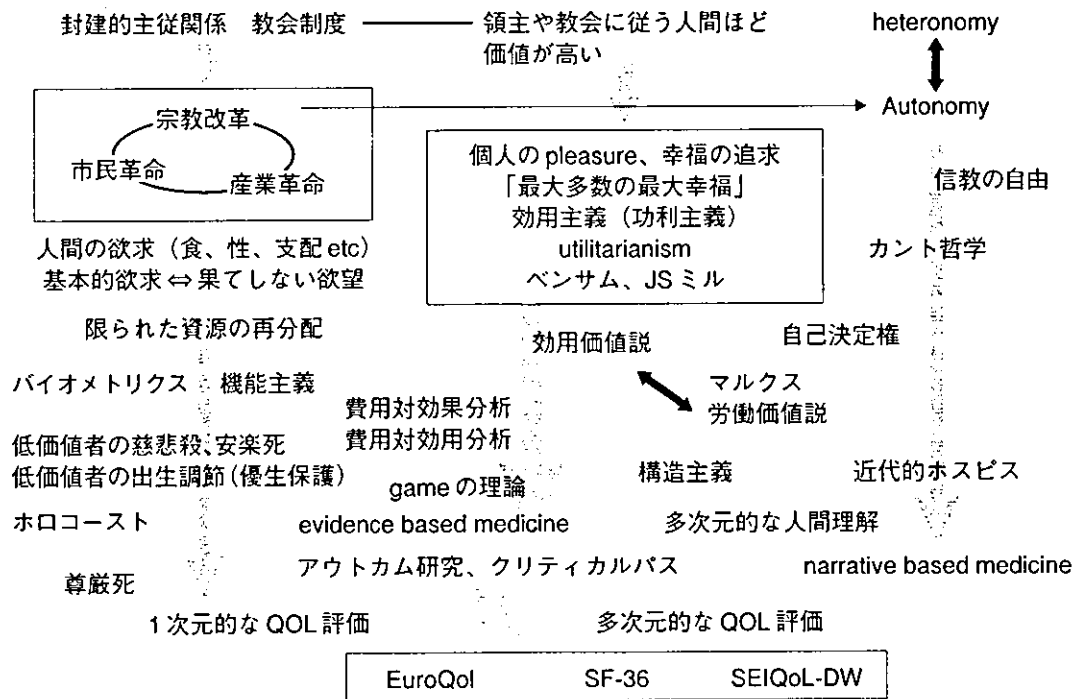 封建的主従関係 教会制度
領主や教会に従う人間ほど
価値が高い
heteronomy
Autonomy
宗教改革
市民革命
産業革命
個人の pleasure、幸福の追求
「最大多数の最大幸福」
効用主義（功利主義）
utilitarianism
ベンサム、JS ミル
信教の自由
カント哲学
人間の欲求（食、性、支配 etc）
基本的欲求 ⇔ 果てしない欲望
限られた資源の再分配
効用価値説
自己決定権
バイオメトリクス 機能主義
マルクス
労働価値説
費用対効果分析
費用対効用分析
低価値者の慈悲殺、安楽死
低価値者の出生調節（優生保護）
構造主義
近代的ホスピス
game の理論
ホロコースト
evidence based medicine
多次元的な人間理解
アウトカム研究、クリティカルパス
narrative based medicine
尊厳死
1 次元的な QOL 評価
多次元的な QOL 評価
EuroQol SF-36 SEIQoL-DW